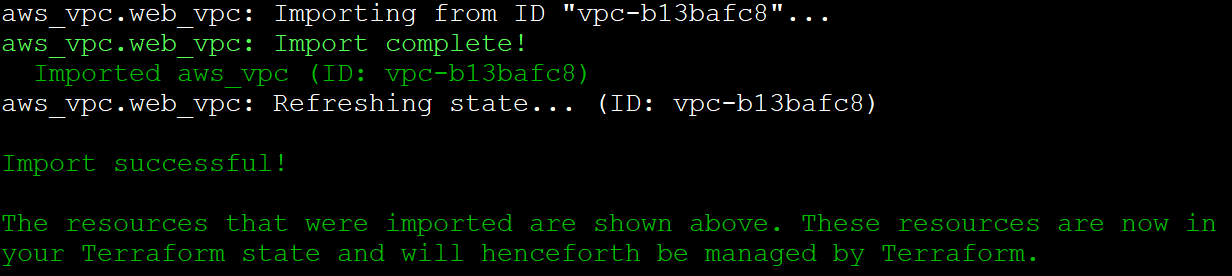 aws_vpc.web_vpc: Importing from ID "vpc-b13bafc8"...
aws_vpc.web_vpc: Import complete!
  Imported aws_vpc (ID: vpc-b13bafc8)
aws_vpc.web_vpc: Refreshing state... (ID: vpc-b13bafc8)

Import successful!

The resources that were imported are shown above. These resources are now in
your Terraform state and will henceforth be managed by Terraform.